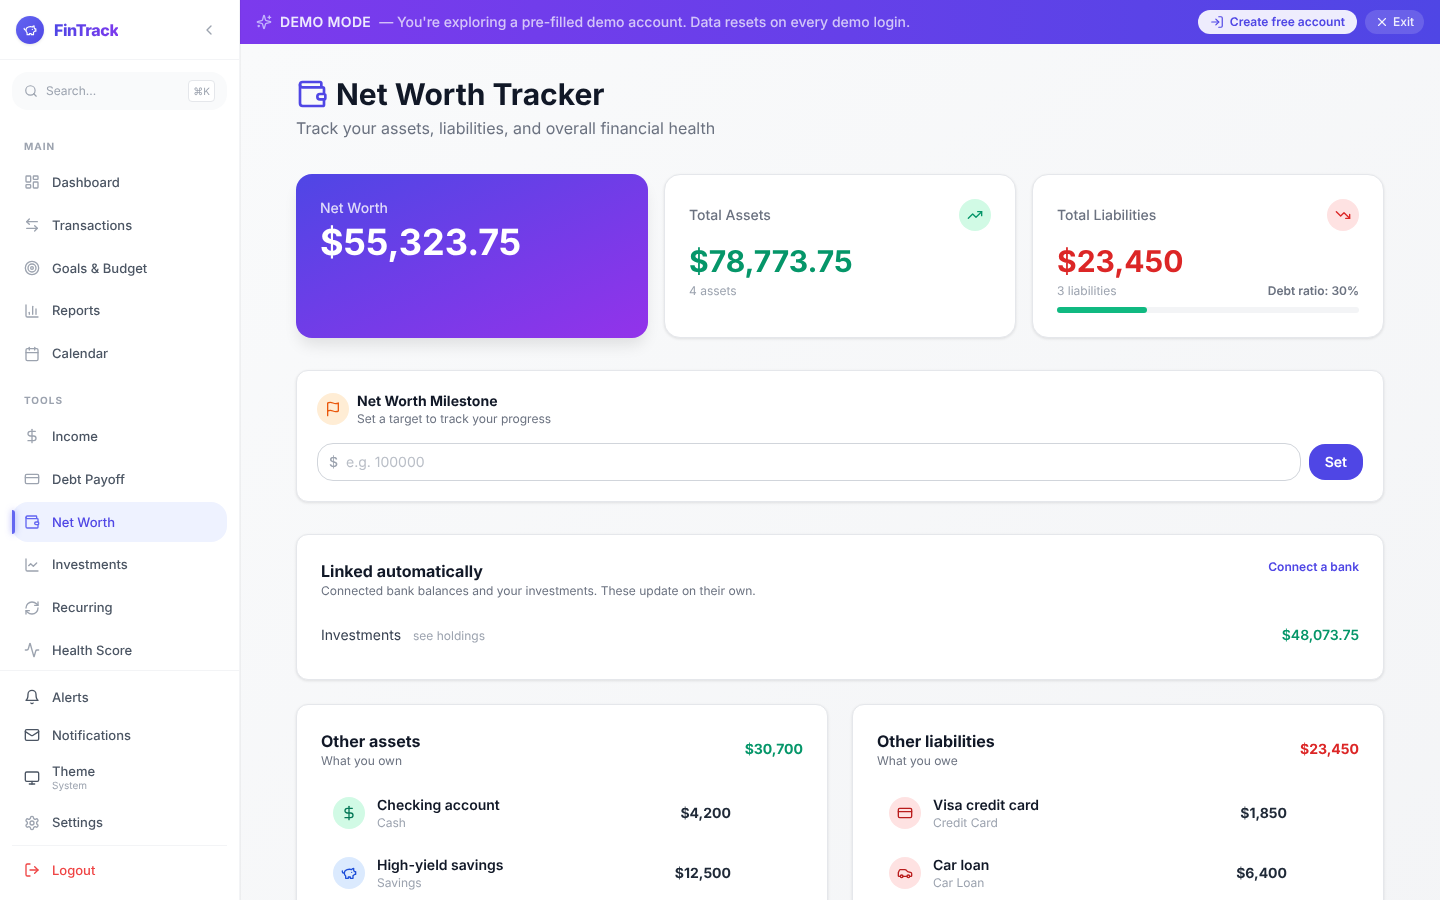 FinTrack
Search...
⌘K
MAIN
Dashboard
Transactions
Goals & Budget
Reports
Calendar
TOOLS
Income
Debt Payoff
Net Worth
Investments
Recurring
Health Score
Alerts
Notifications
Theme
System
Settings
Logout
DEMO MODE — You're exploring a pre-filled demo account. Data resets on every demo login.
Create free account
Exit
Net Worth Tracker
Track your assets, liabilities, and overall financial health
Net Worth
$55,323.75
Total Assets
$78,773.75
4 assets
Total Liabilities
$23,450
3 liabilities
Debt ratio: 30%
Net Worth Milestone
Set a target to track your progress
$ e.g. 100000
Set
Linked automatically
Connected bank balances and your investments. These update on their own.
Connect a bank
Investments see holdings
$48,073.75
Other assets
What you own
$30,700
Checking account
Cash
$4,200
High-yield savings
Savings
$12,500
Other liabilities
What you owe
$23,450
Visa credit card
Credit Card
$1,850
Car loan
Car Loan
$6,400